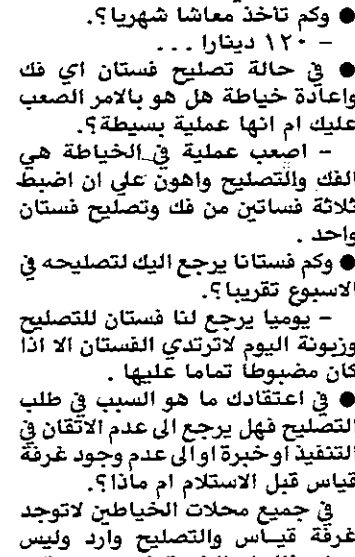 ● وكم تأخذ معاشا شهريا ؟.
– ١٢٠ دينارا . . .
● في حالة تصليح فستان اي فك
واعادة خياطة هل هو بالامر الصعب
عليك ام انها عملية بسيطة؟.
– اصعب عملية في الخياطة هي
الفك والتصليح واهون علي ان اضبط
ثلاثة فساتين من فك وتصليح فستان
واحد .
● وكم فستانا يرجع اليك لتصليحه في
الاسبوع تقريبا ؟.
– يوميا يرجع لنا فستان للتصليح
وزبونة اليوم لاترتدي الفستان الا اذا
كان مضبوطا تماما عليها .
● في اعتقادك ما هو السبب في طلب
التصليح فهل يرجع الى عدم الاتقان في
التنفيذ اوخبرة اوالى عدم وجود غرفة
قياس قبل الاستلام ام ماذا ؟.
في جميع محلات الخياطين لاتوجد
غرفة قيـاس والتصليح وارد وليس